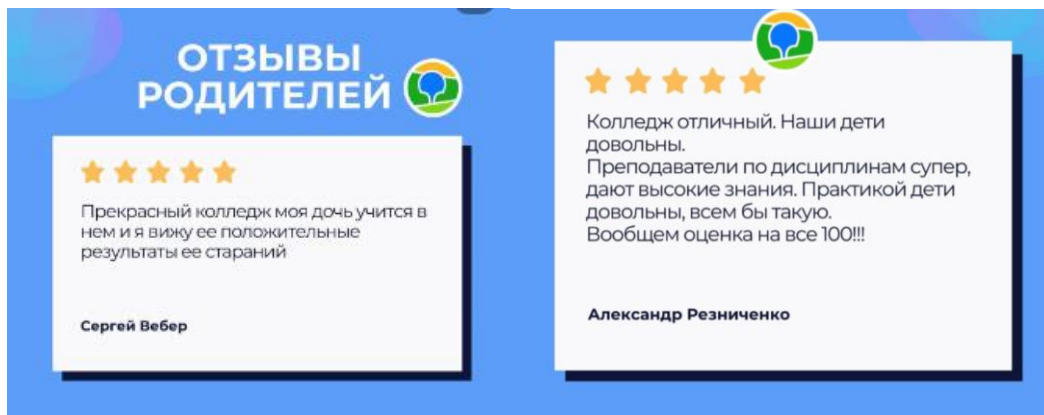 ОТЗЫВЫ
РОДИТЕЛЕЙ
Прекрасный колледж моя дочь учится в
нем и я вижу ее положительные
результаты ее стараний
Сергей Вебер
Колледж отличный. Наши дети
довольны.
Преподаватели по дисциплинам супер,
дают высокие знания. Практикой дети
довольны, всем бы такую.
Вообщем оценка на все 100!!!
Александр Резниченко